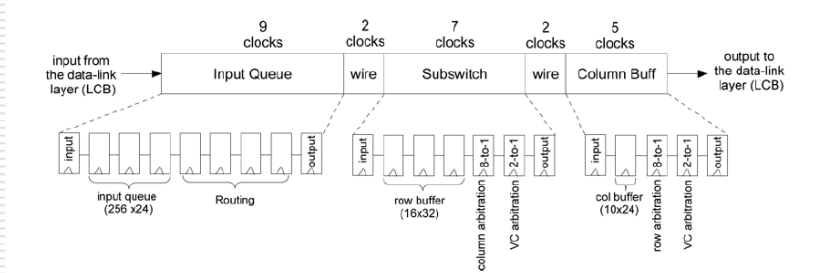 9
clocks
2
clocks
7
clocks
2
clocks
5
clocks
input from
the data-link
layer (LCB)
Input Queue
wire
Subswitch
wire
Column Buff
output to
the data-link
layer (LCB)
input
output
input
8-to-1
2-to-1
output
input
8-to-1
2-to-1
output
input queue
(256 x24)
Routing
row buffer
(16x32)
column arbitration
VC arbitration
col buffer
(10x24)
row arbitration
VC arbitration